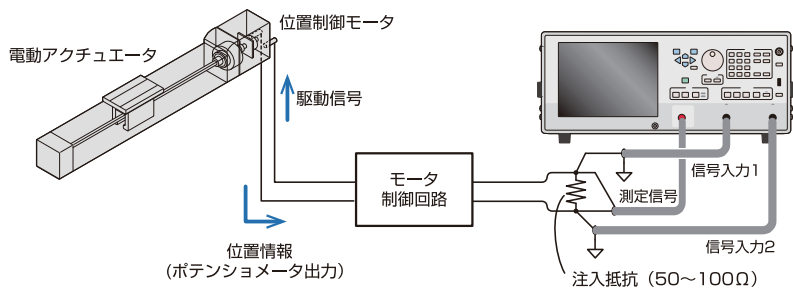 位置制御モータ
電動アクチュエータ
駆動信号
モータ
制御回路
信号入力1
測定信号
位置情報
(ポテンショメータ出力)
信号入力2
注入抵抗（50～100Ω）